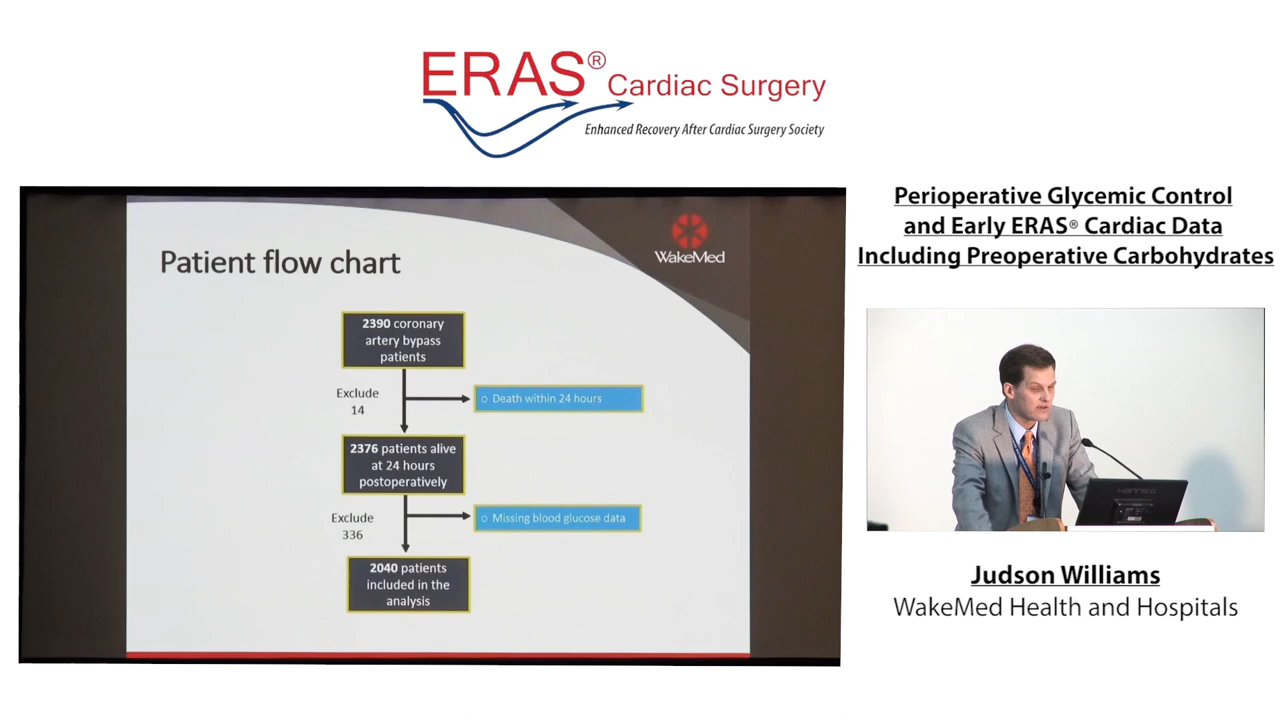 ERAS® Cardiac Surgery
Enhanced Recovery After Cardiac Surgery Society
Perioperative Glycemic Control
and Early ERAS® Cardiac Data
Including Preoperative Carbohydrates
WakeMed
Patient flow chart
2390 coronary
artery bypass
patients
Exclude
14
○ Death within 24 hours
2376 patients alive
at 24 hours
postoperatively
Exclude
336
○ Missing blood glucose data
2040 patients
included in the
analysis
Judson Williams
WakeMed Health and Hospitals